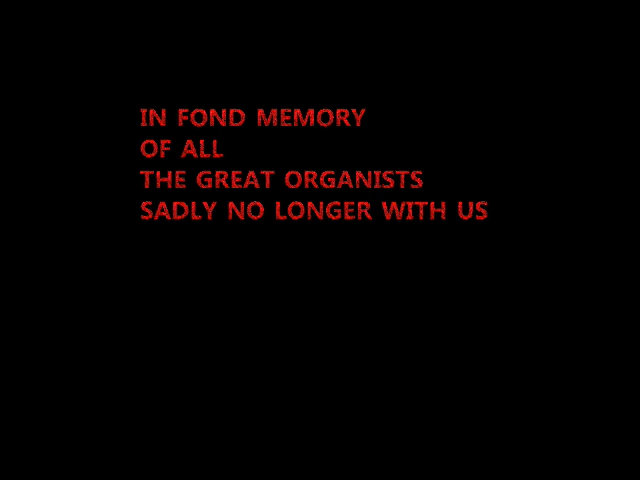 IN FOND MEMORY
OF ALL
THE GREAT ORGANISTS
SADLY NO LONGER WITH US